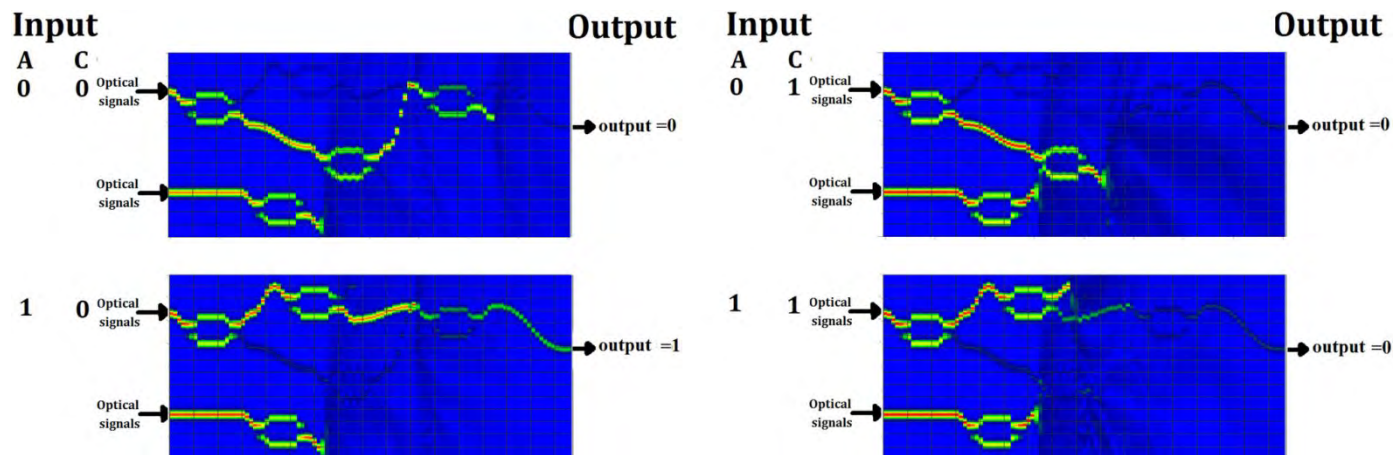 Input Output
A C
0 0 Optical
signals
output =0
Optical
signals
1 0 Optical
signals
output =1
Optical
signals
Input Output
A C
0 1 Optical
signals
output =0
Optical
signals
1 1 Optical
signals
output =0
Optical
signals